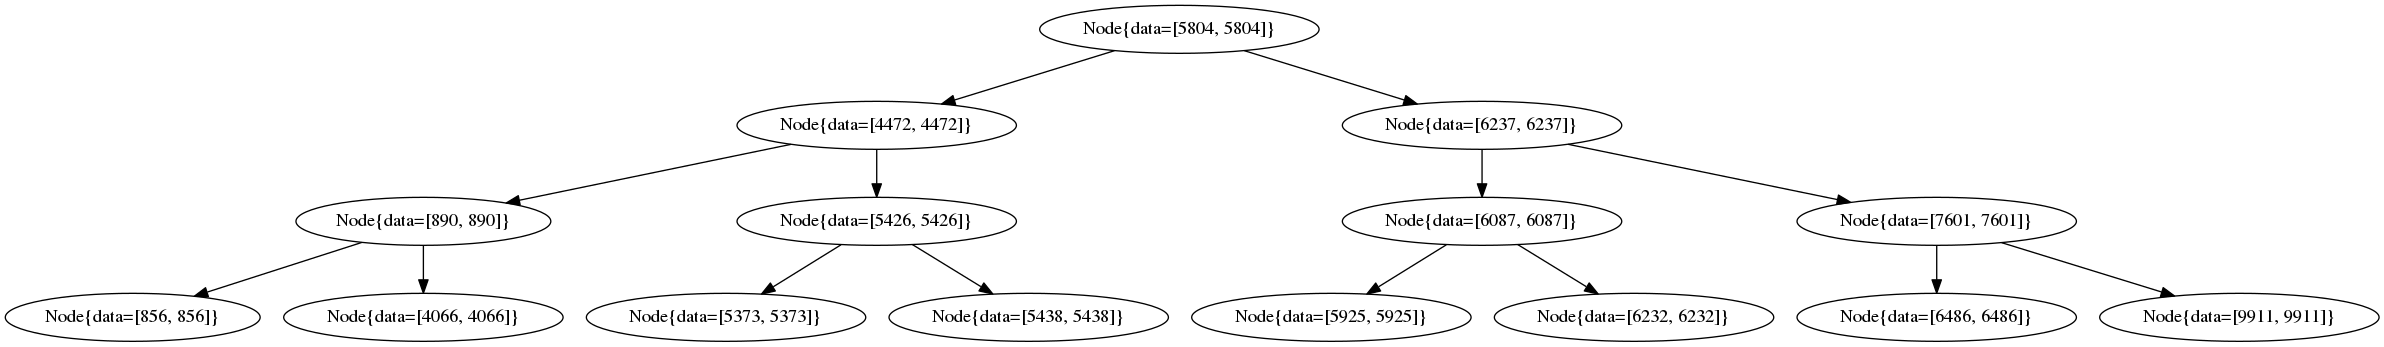 Node{data=[5804, 5804]}
Node{data=[4472, 4472]}
Node{data=[6237, 6237]}
Node{data=[890, 890]}
Node{data=[5426, 5426]}
Node{data=[6087, 6087]}
Node{data=[7601, 7601]}
Node{data=[856, 856]}
Node{data=[4066, 4066]}
Node{data=[5373, 5373]}
Node{data=[5438, 5438]}
Node{data=[5925, 5925]}
Node{data=[6232, 6232]}
Node{data=[6486, 6486]}
Node{data=[9911, 9911]}